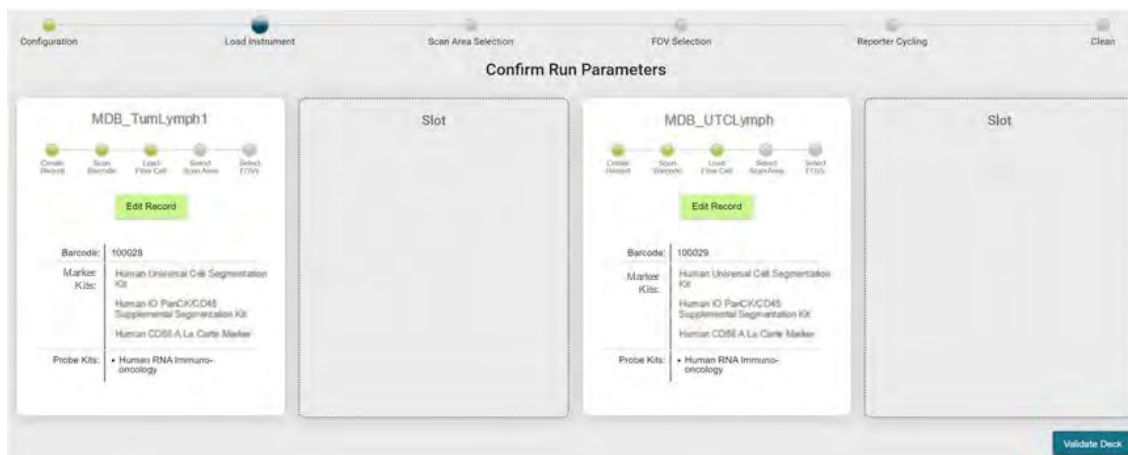 Configuration
Load Instrument
Scan Area Selection
FOV Selection
Reporter Cycling
Clean
Confirm Run Parameters
MDB_TumLymph1
Create Record
Scan Barcode
Load Flow Cell
Select Scan Area
Select FOVs
Edit Record
Barcode: 100028
Marker Kits:
Human Universal Cell Segmentation
Kit
Human IO PanCK/CD45
Supplemental Segmentation Kit
Human CD68 A La Carte Marker
Probe Kits:
• Human RNA Immuno-
oncology
Slot
MDB_UTCLymph
Create Record
Scan Barcode
Load Flow Cell
Select Scan Area
Select FOVs
Edit Record
Barcode: 100029
Marker Kits:
Human Universal Cell Segmentation
Kit
Human IO PanCK/CD45
Supplemental Segmentation Kit
Human CD68 A La Carte Marker
Probe Kits:
• Human RNA Immuno-
oncology
Slot
Validate Deck